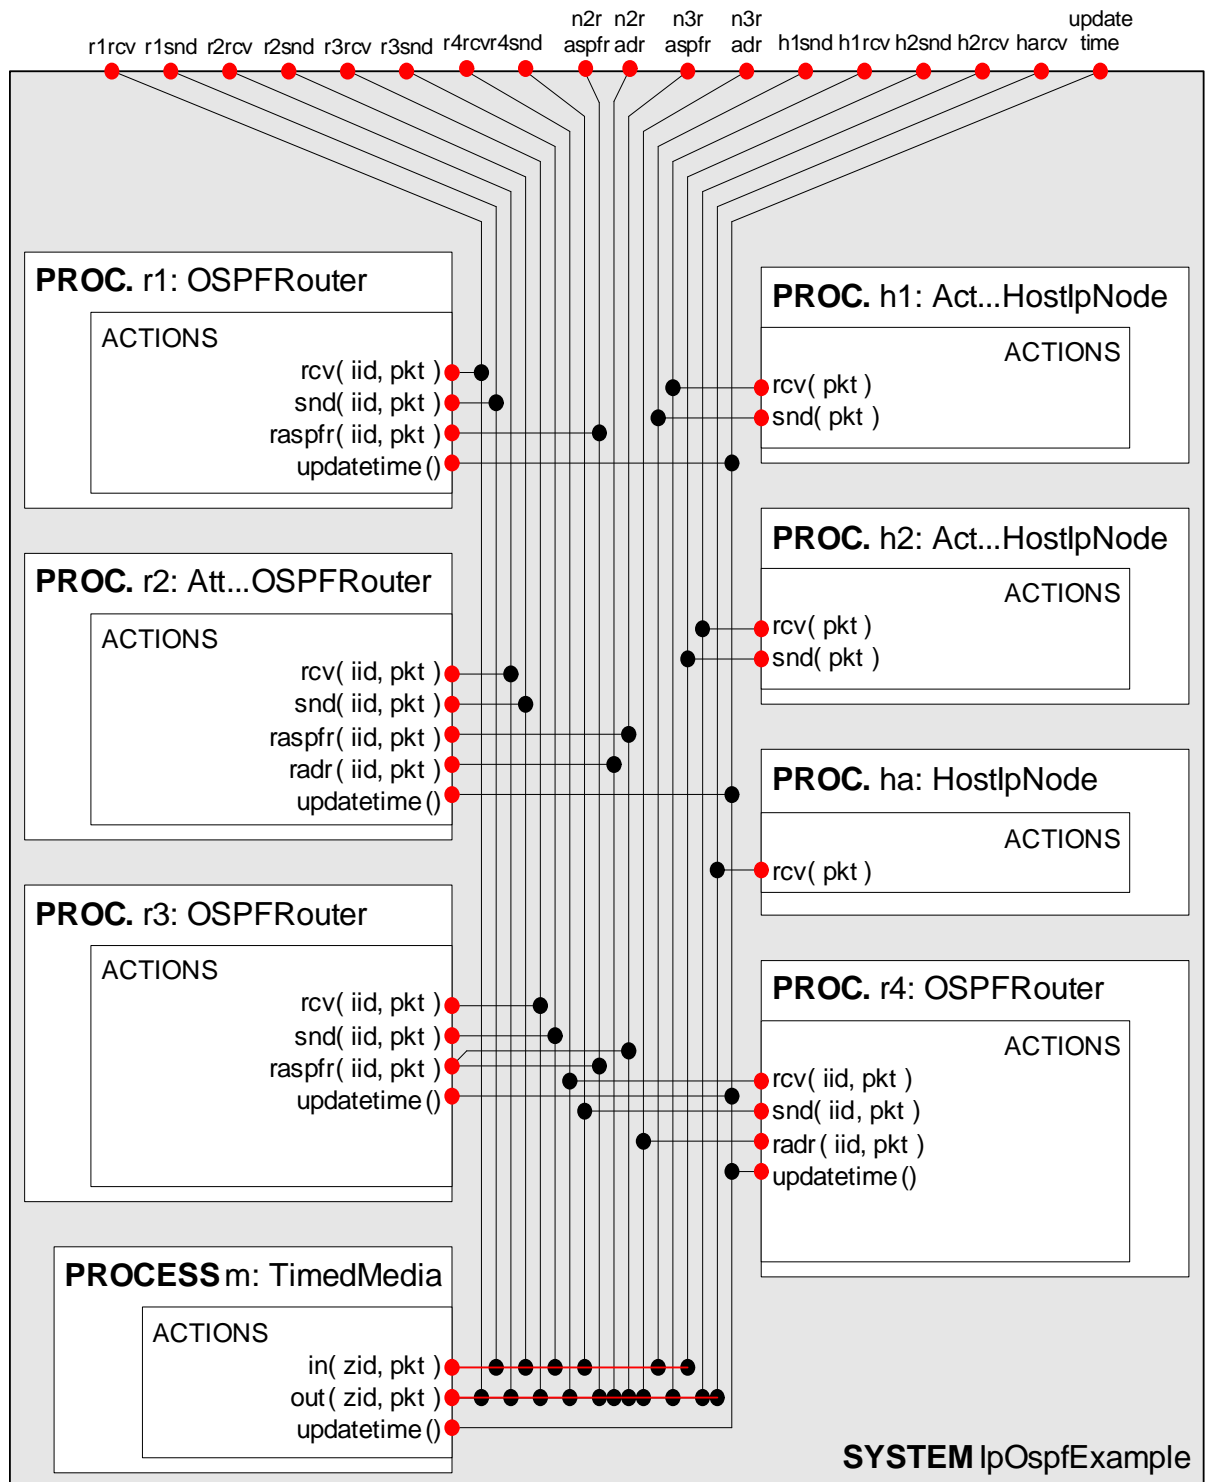 n2r n2r n3r n3r update
r1rcv r1snd r2rcv r2snd r3rcv r3snd r4rcv r4snd aspfr adr aspfr adr h1snd h1rcv h2snd h2rcv harcv time
PROC. r1: OSPFRouter
ACTIONS
rcv( iid, pkt )
snd( iid, pkt )
raspfr( iid, pkt )
updatetime()
PROC. h1: Act...HostIpNode
ACTIONS
rcv( pkt )
snd( pkt )
PROC. r2: Att...OSPFRouter
ACTIONS
rcv( iid, pkt )
snd( iid, pkt )
raspfr( iid, pkt )
radr( iid, pkt )
updatetime()
PROC. h2: Act...HostIpNode
ACTIONS
rcv( pkt )
snd( pkt )
PROC. ha: HostIpNode
ACTIONS
rcv( pkt )
PROC. r3: OSPFRouter
ACTIONS
rcv( iid, pkt )
snd( iid, pkt )
raspfr( iid, pkt )
updatetime()
PROC. r4: OSPFRouter
ACTIONS
rcv( iid, pkt )
snd( iid, pkt )
radr( iid, pkt )
updatetime()
PROCESS m: TimedMedia
ACTIONS
in( zid, pkt )
out( zid, pkt )
updatetime()
SYSTEM IpOspfExample